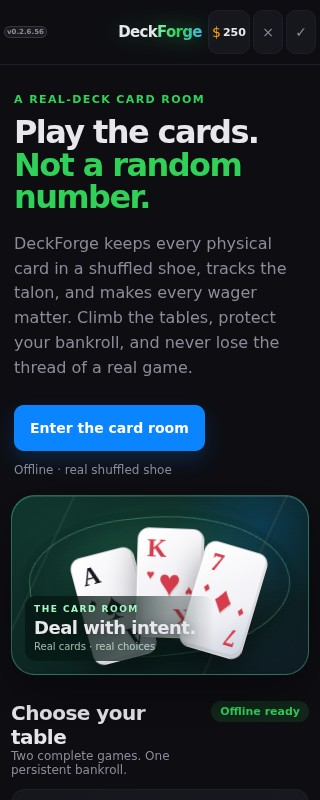 v0.2.6.56
DeckForge
$ 250
×
✓
A REAL-DECK CARD ROOM
Play the cards.
Not a random
number.
DeckForge keeps every physical
card in a shuffled shoe, tracks the
talon, and makes every wager
matter. Climb the tables, protect
your bankroll, and never lose the
thread of a real game.
Enter the card room
Offline · real shuffled shoe
A
K
7
THE CARD ROOM
Deal with intent.
Real cards · real choices
7
Choose your
table
Offline ready
Two complete games. One
persistent bankroll.